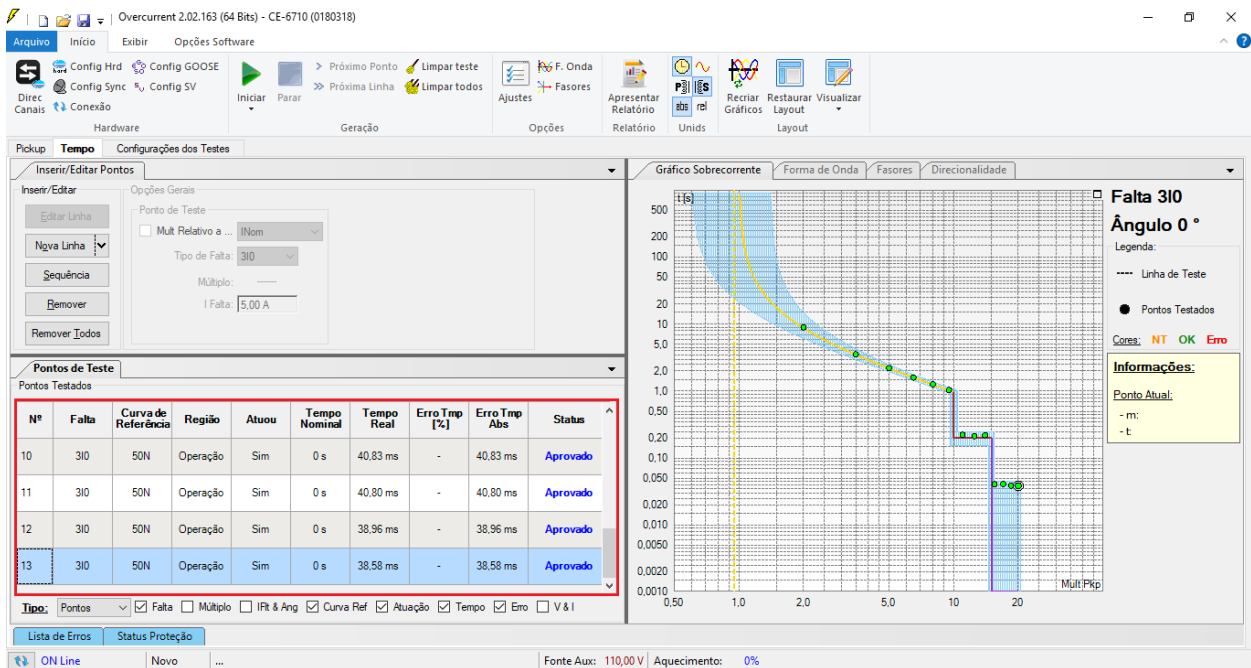 Overcurrent 2.02.163 (64 Bits) - CE-6710 (0180318)
Arquivo Início Exibir Opções Software
Direc Canais
Config Hrd Config GOOSE
Config Sync Config SV
Conexão
Hardware
Iniciar Parar
Próximo Ponto Limpar teste
Próxima Linha Limpar todos
Geração
Ajustes
F. Onda
Fasores
Opções
Apresentar Relatório
Relatório
abs rel
Unids
Recriar Gráficos
Restaurar Layout
Visualizar
Layout
Pickup Tempo Configurações dos Testes
Inserir/Editar Pontos
Inserir/Editar
Editar Linha
Nova Linha
Sequência
Remover
Remover Todos
Opções Gerais
Ponto de Teste
Mult Relativo a ... INom
Tipo de Falta: 3I0
Múltiplo: -----
I Falta: 5,00 A
Pontos de Teste
Pontos Testados
Nº Falta Curva de Referência Região Atuou Tempo Nominal Tempo Real Erro Tmp [%] Erro Tmp Abs Status
10 3I0 50N Operação Sim 0 s 40,83 ms - 40,83 ms Aprovado
11 3I0 50N Operação Sim 0 s 40,80 ms - 40,80 ms Aprovado
12 3I0 50N Operação Sim 0 s 38,96 ms - 38,96 ms Aprovado
13 3I0 50N Operação Sim 0 s 38,58 ms - 38,58 ms Aprovado
Tipo: Pontos Falta Múltiplo IFlt & Ang Curva Ref Atuação Tempo Erro V & I
Lista de Erros Status Proteção
ON Line Novo ... Fonte Aux: 110,00 V Aquecimento: 0%
Gráfico Sobrecorrente Forma de Onda Fasores Direcionalidade
t [s]
500
200
100
50
20
10
5,0
2,0
1,0
0,50
0,20
0,10
0,050
0,020
0,010
0,0050
0,0020
0,0010
0,50 1,0 2,0 5,0 10 20
Mult Pkp
Falta 3I0
Ângulo 0 °
Legenda:
---- Linha de Teste
Pontos Testados
Cores: NT OK Erro
Informações:
Ponto Atual:
- m:
- t: